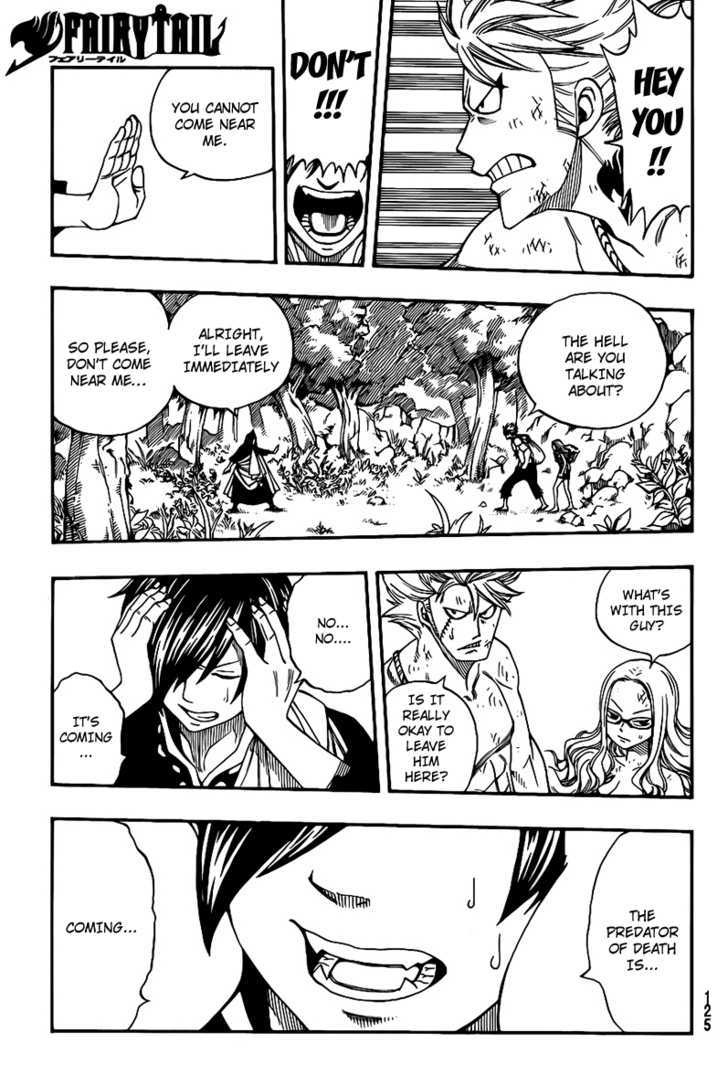 FAIRY TAIL
フェアリーテイル
HEY
YOU!!
DON'T
!!!
YOU CANNOT
COME NEAR
ME.
THE HELL
ARE YOU
TALKING
ABOUT?
ALRIGHT,
I'LL LEAVE
IMMEDIATELY
SO PLEASE,
DON'T COME
NEAR ME...
WHAT'S
WITH THIS
GUY?
IS IT
REALLY
OKAY TO
LEAVE
HIM
HERE?
NO...
NO....
IT'S
COMING
...
THE
PREDATOR
OF DEATH
IS...
COMING...
125